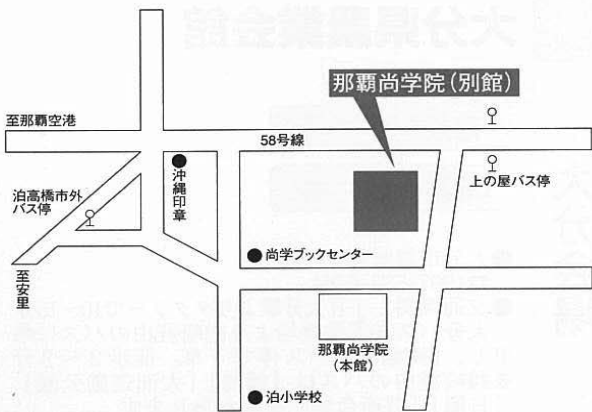 那覇尚学院(別館)
至那覇空港
58号線
泊高橋市外
バス停
沖縄印章
上の屋バス停
至安里
尚学ブックセンター
那覇尚学院
(本館)
泊小学校